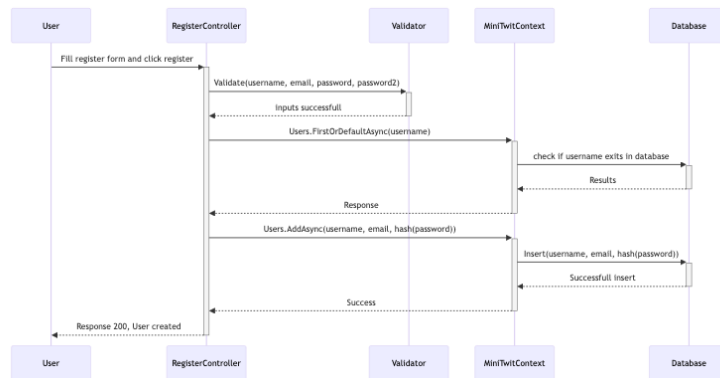 User
RegisterController
Validator
MiniTwitContext
Database
Fill register form and click register
Validate(username, email, password, password2)
inputs successfull
Users.FirstOrDefaultAsync(username)
check if username exits in database
Results
Response
Users.AddAsync(username, email, hash(password))
Insert(username, email, hash(password))
Successfull insert
Success
Response 200, User created
User
RegisterController
Validator
MiniTwitContext
Database